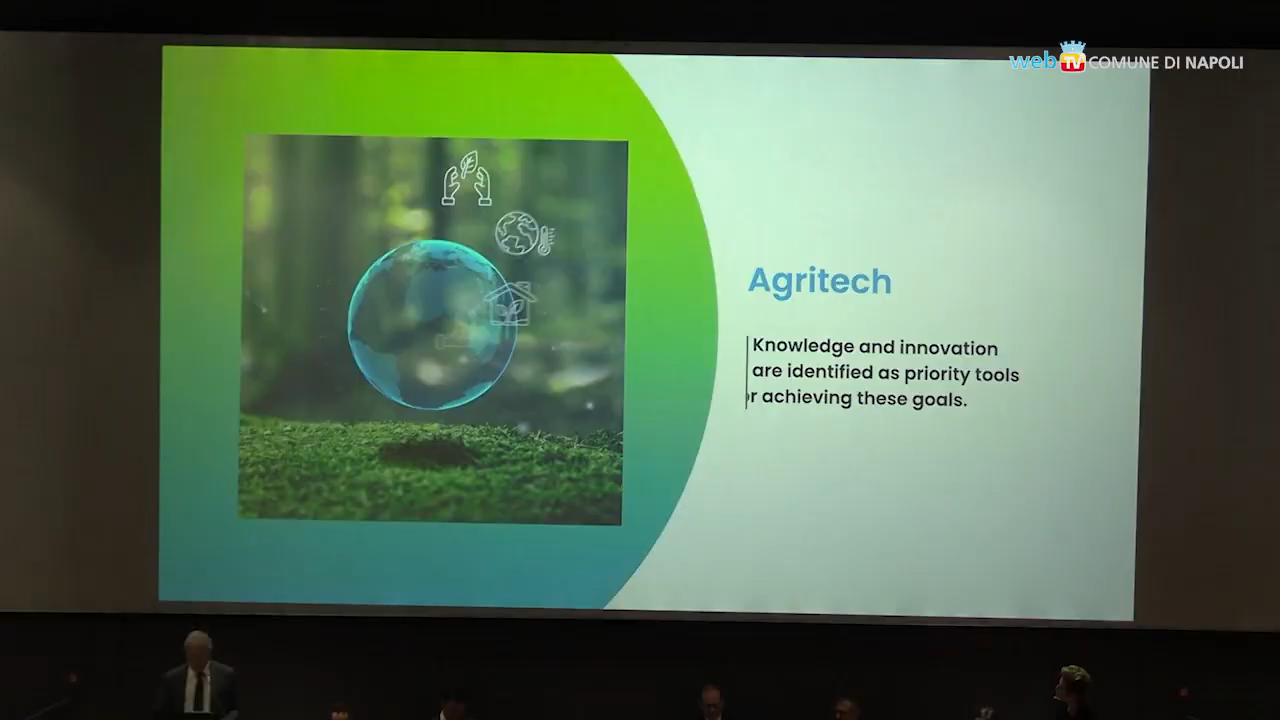 web TV COMUNE DI NAPOLI
Agritech
Knowledge and innovation
are identified as priority tools
r achieving these goals.